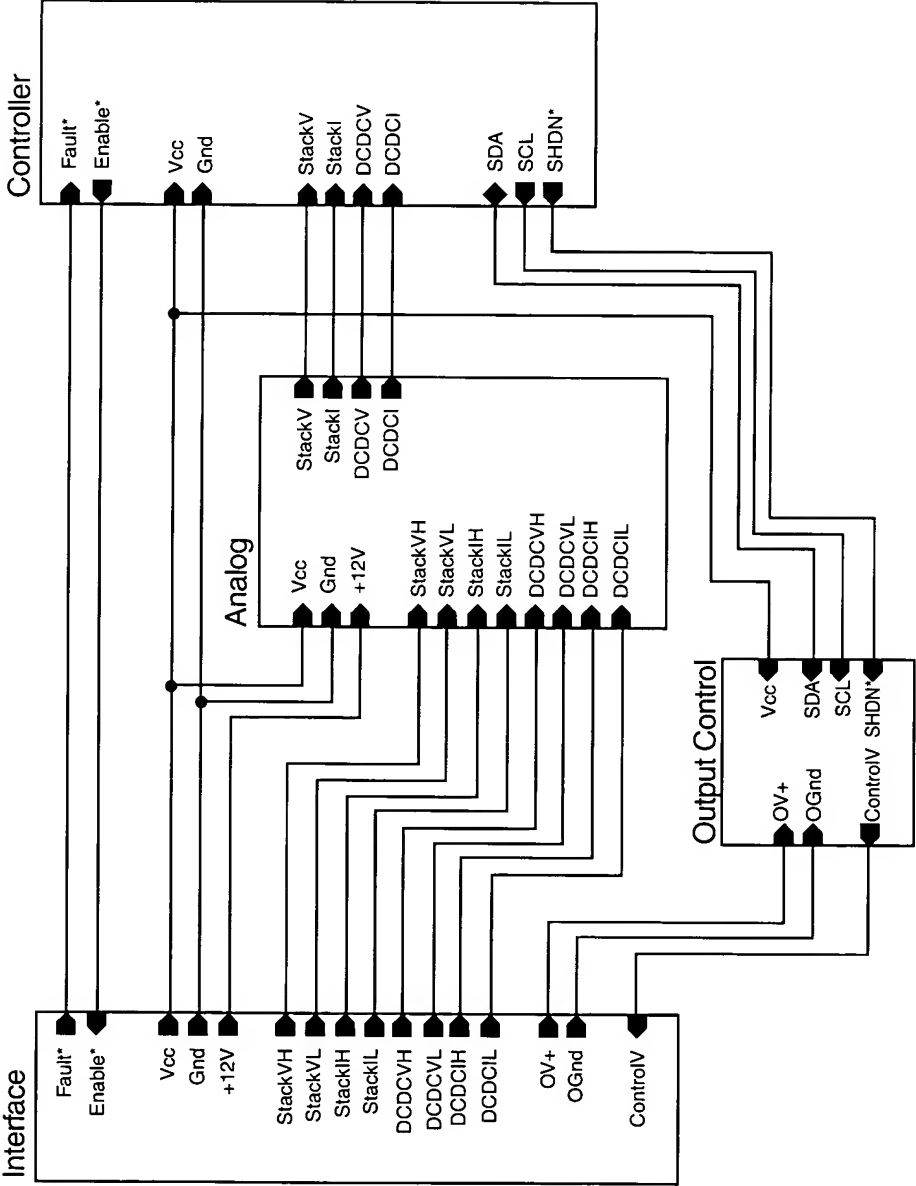 Controller
Fault*
Enable*
Vcc
Gnd
StackV
StackI
DCDCV
DCDCI
SDA
SCL
SHDN*
Analog
StackV
StackI
DCDCV
DCDCI
Vcc
Gnd
+12V
StackVH
StackVL
StackIH
StackIL
DCDCVH
DCDCVL
DCDCIH
DCDCIL
Output Control
Vcc
SDA
SCL
SHDN*
OV+
OGnd
ControlV
Interface
Fault*
Enable*
Vcc
Gnd
+12V
StackVH
StackVL
StackIH
StackIL
DCDCVH
DCDCVL
DCDCIH
DCDCIL
OV+
OGnd
ControlV